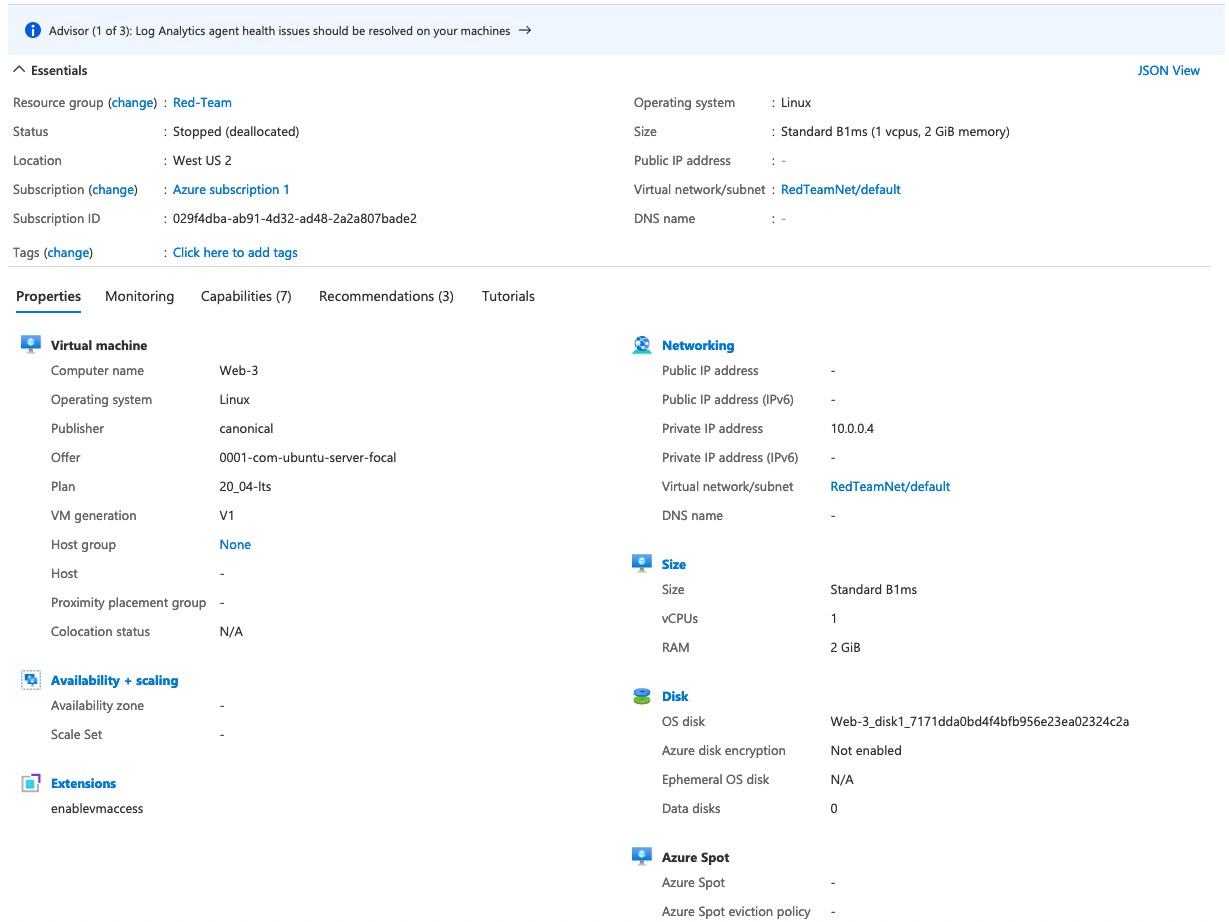 Advisor (1 of 3): Log Analytics agent health issues should be resolved on your machines →
Essentials
JSON View
Resource group (change) : Red-Team
Status : Stopped (deallocated)
Location : West US 2
Subscription (change) : Azure subscription 1
Subscription ID : 029f4dba-ab91-4d32-ad48-2a2a807bade2
Tags (change) : Click here to add tags
Operating system : Linux
Size : Standard B1ms (1 vcpus, 2 GiB memory)
Public IP address : -
Virtual network/subnet : RedTeamNet/default
DNS name : -
Properties Monitoring Capabilities (7) Recommendations (3) Tutorials
Virtual machine
Computer name Web-3
Operating system Linux
Publisher canonical
Offer 0001-com-ubuntu-server-focal
Plan 20_04-lts
VM generation V1
Host group None
Host -
Proximity placement group -
Colocation status N/A
Availability + scaling
Availability zone -
Scale Set -
Extensions
enablevmaccess
Networking
Public IP address -
Public IP address (IPv6) -
Private IP address 10.0.0.4
Private IP address (IPv6) -
Virtual network/subnet RedTeamNet/default
DNS name -
Size
Size Standard B1ms
vCPUs 1
RAM 2 GiB
Disk
OS disk Web-3_disk1_7171dda0bd4f4bfb956e23ea02324c2a
Azure disk encryption Not enabled
Ephemeral OS disk N/A
Data disks 0
Azure Spot
Azure Spot -
Azure Spot eviction policy -